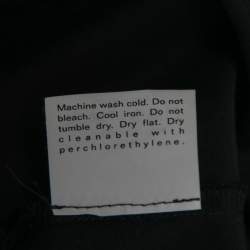 Machine wash cold. Do not
bleach. Cool iron. Do not
tumble dry. Dry flat. Dry
cleanable with
perchlorethylene.